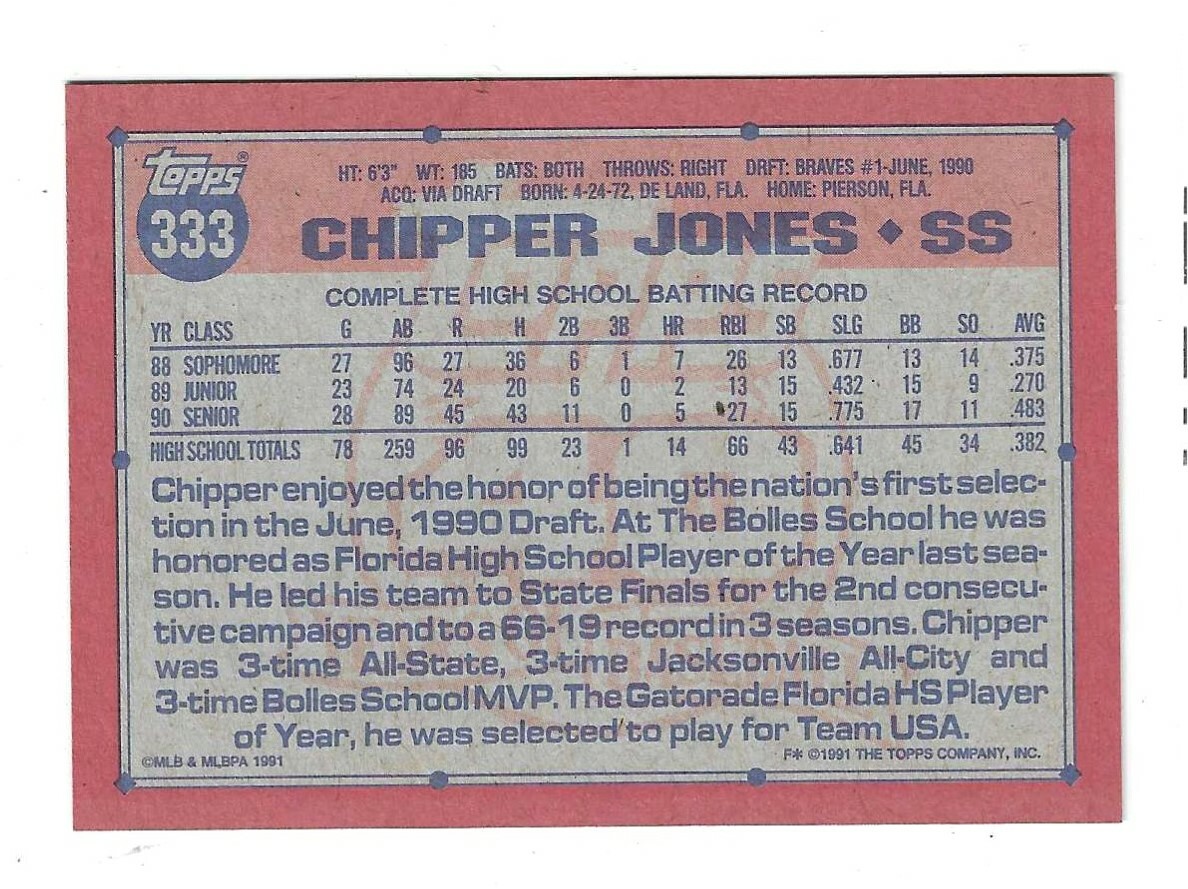 topps®
333
HT: 6'3" WT: 185 BATS: BOTH THROWS: RIGHT DRFT: BRAVES #1-JUNE, 1990
ACQ: VIA DRAFT BORN: 4-24-72, DE LAND, FLA. HOME: PIERSON, FLA.
CHIPPER JONES ◆ SS
COMPLETE HIGH SCHOOL BATTING RECORD
YR CLASS G AB R H 2B 3B HR RBI SB SLG BB SO AVG
88 SOPHOMORE 27 96 27 36 6 1 7 26 13 .677 13 14 .375
89 JUNIOR 23 74 24 20 6 0 2 13 15 .432 15 9 .270
90 SENIOR 28 89 45 43 11 0 5 27 15 .775 17 11 .483
HIGH SCHOOL TOTALS 78 259 96 99 23 1 14 66 43 .641 45 34 .382
Chipper enjoyed the honor of being the nation's first selec-
tion in the June, 1990 Draft. At The Bolles School he was
honored as Florida High School Player of the Year last sea-
son. He led his team to State Finals for the 2nd consecu-
tive campaign and to a 66-19 record in 3 seasons. Chipper
was 3-time All-State, 3-time Jacksonville All-City and
3-time Bolles School MVP. The Gatorade Florida HS Player
of Year, he was selected to play for Team USA.
©MLB & MLBPA 1991 F* ©1991 THE TOPPS COMPANY, INC.